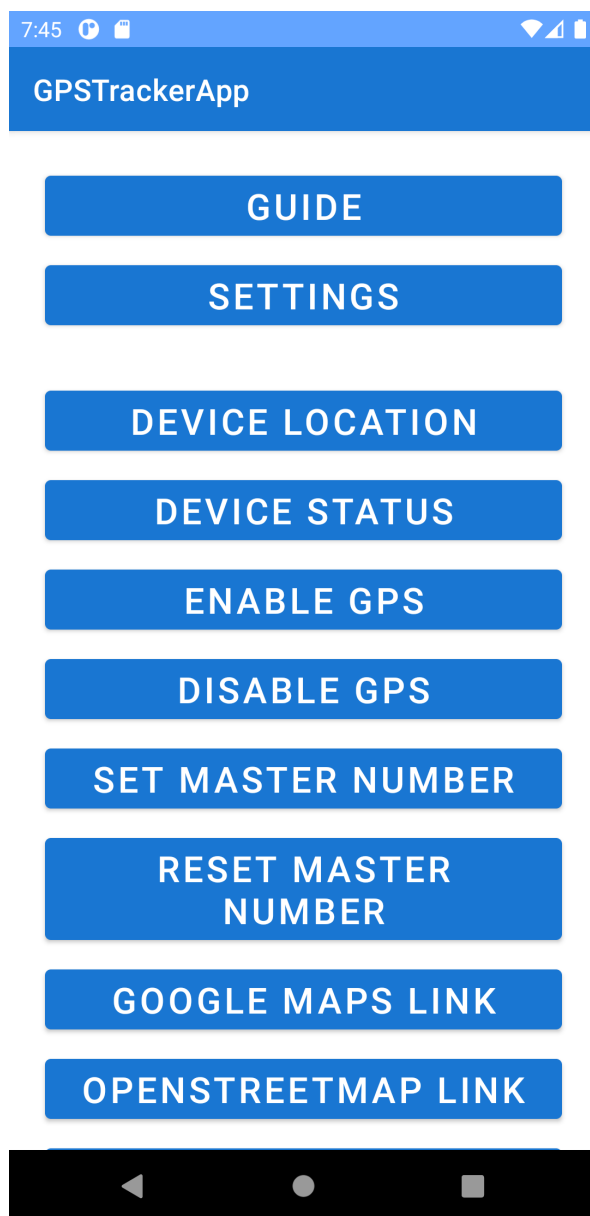 7:45
GPSTrackerApp
GUIDE
SETTINGS
DEVICE LOCATION
DEVICE STATUS
ENABLE GPS
DISABLE GPS
SET MASTER NUMBER
RESET MASTER
NUMBER
GOOGLE MAPS LINK
OPENSTREETMAP LINK